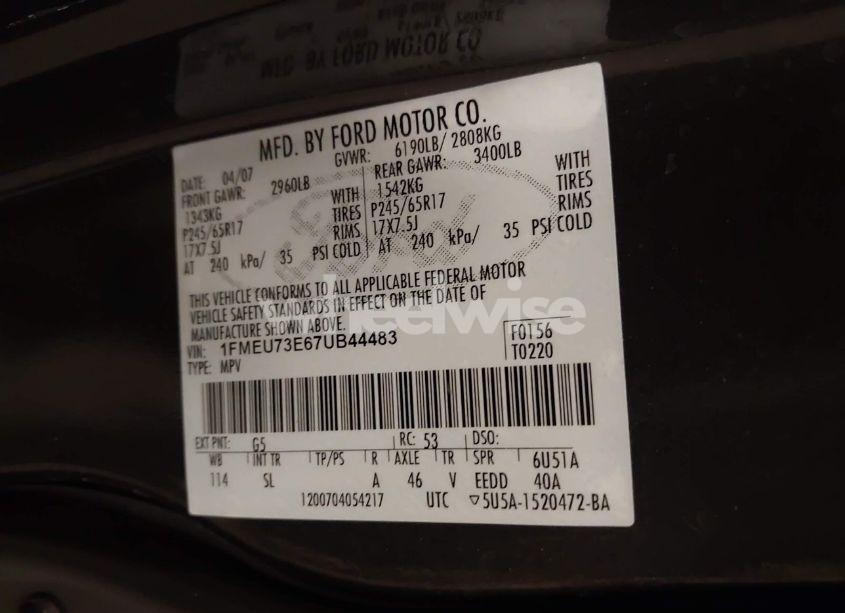 MFD. BY FORD MOTOR CO.
DATE: 04/07 GVWR: 6190LB/ 2808KG
FRONT GAWR: 2960LB REAR GAWR: 3400LB
1343KG WITH 1542KG WITH
P245/65R17 TIRES P245/65R17 TIRES
17X7.5J RIMS 17X7.5J RIMS
AT 240 kPa/ 35 PSI COLD AT 240 kPa/ 35 PSI COLD
THIS VEHICLE CONFORMS TO ALL APPLICABLE FEDERAL MOTOR
VEHICLE SAFETY STANDARDS IN EFFECT ON THE DATE OF
MANUFACTURE SHOWN ABOVE.
VIN: 1FMEU73E67UB44483
TYPE: MPV
F0156
T0220
EXT PNT: G5 RC: 53 DSO:
WB INT TR TP/PS R AXLE TR SPR 6U51A
114 SL A 46 V EEDD 40A
1200704054217 UTC ▽5U5A-1520472-BA